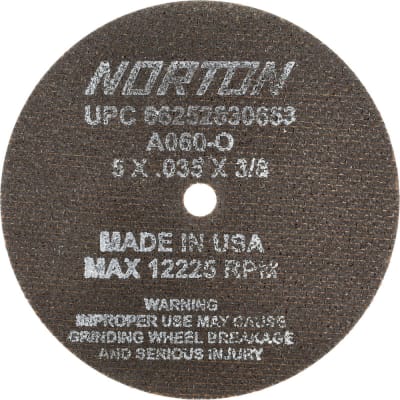 NORTON
UPC 66252830653
A060-O
5 X .035 X 3/8
MADE IN USA
MAX 12225 RPM
WARNING
IMPROPER USE MAY CAUSE
GRINDING WHEEL BREAKAGE
AND SERIOUS INJURY